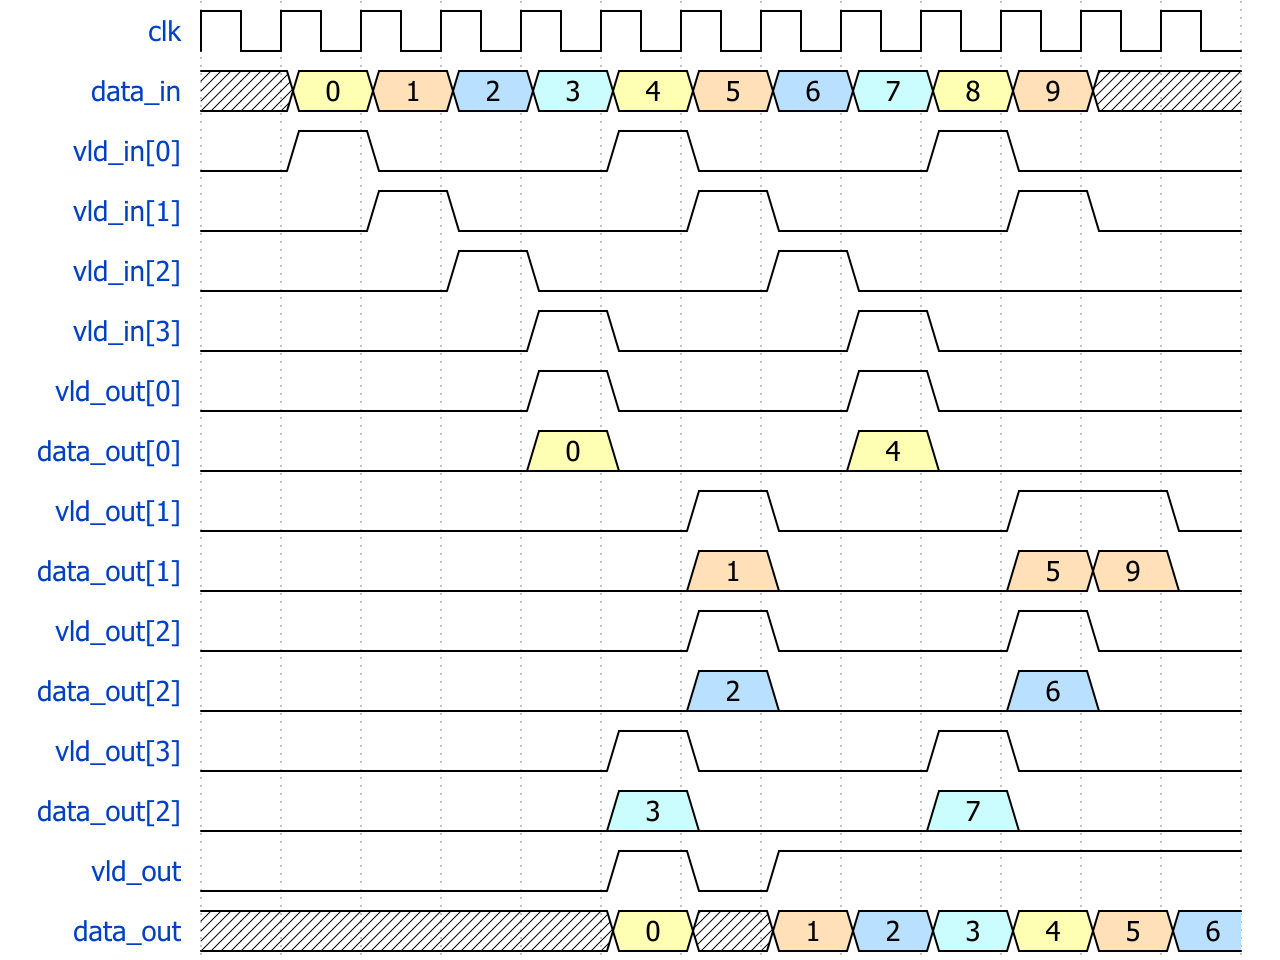 clk
data_in 0 1 2 3 4 5 6 7 8 9
vld_in[0]
vld_in[1]
vld_in[2]
vld_in[3]
vld_out[0]
data_out[0] 0 4
vld_out[1]
data_out[1] 1 5 9
vld_out[2]
data_out[2] 2 6
vld_out[3]
data_out[2] 3 7
vld_out
data_out 0 1 2 3 4 5 6